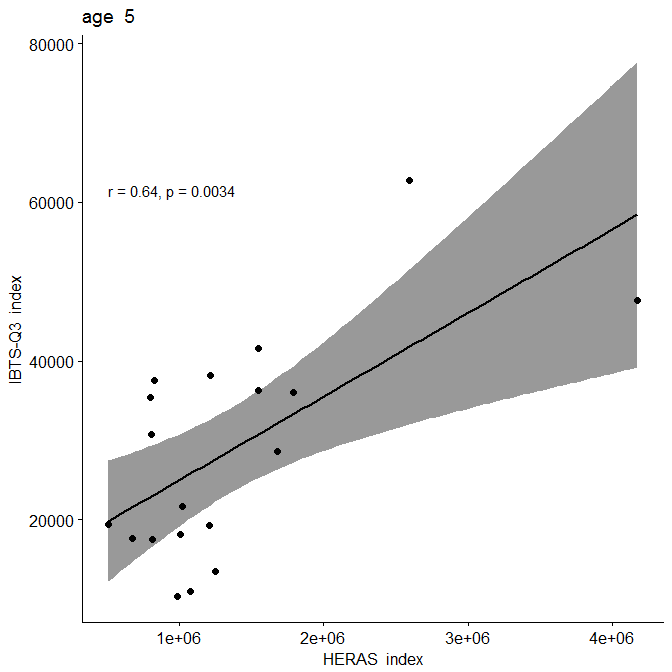 age 5
80000
r = 0.64, p = 0.0034
60000
IBTS-Q3 index
40000
20000
1e+06 2e+06 3e+06 4e+06
HERAS index